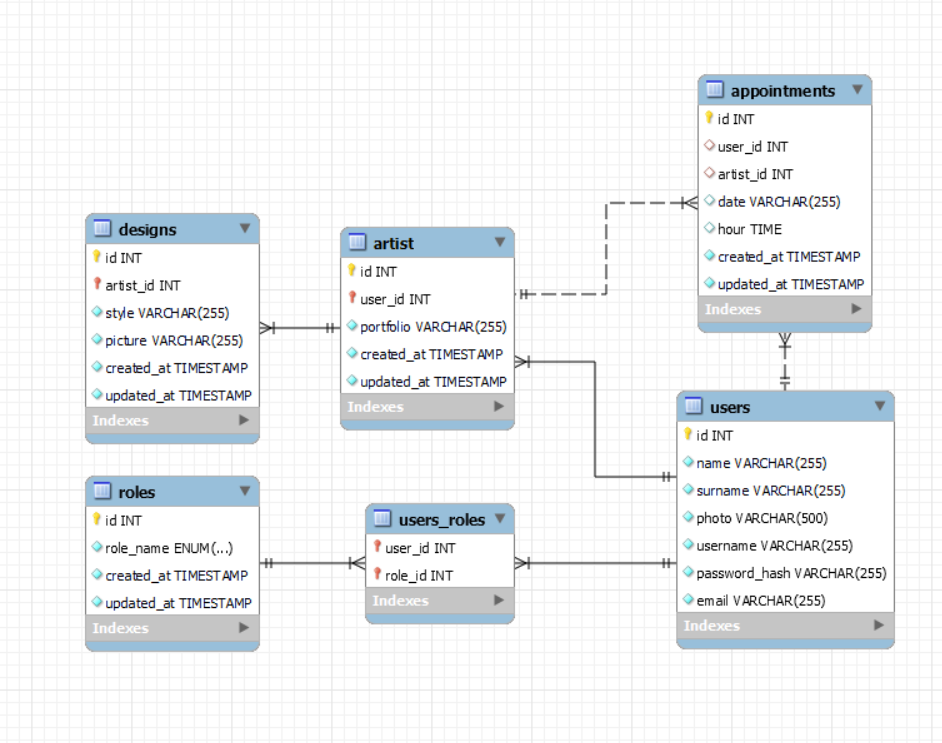 appointments
id INT
user_id INT
artist_id INT
date VARCHAR(255)
hour TIME
created_at TIMESTAMP
updated_at TIMESTAMP
Indexes
designs
id INT
artist_id INT
style VARCHAR(255)
picture VARCHAR(255)
created_at TIMESTAMP
updated_at TIMESTAMP
Indexes
artist
id INT
user_id INT
portfolio VARCHAR(255)
created_at TIMESTAMP
updated_at TIMESTAMP
Indexes
users
id INT
name VARCHAR(255)
surname VARCHAR(255)
photo VARCHAR(500)
username VARCHAR(255)
password_hash VARCHAR(255)
email VARCHAR(255)
Indexes
roles
id INT
role_name ENUM(...)
created_at TIMESTAMP
updated_at TIMESTAMP
Indexes
users_roles
user_id INT
role_id INT
Indexes